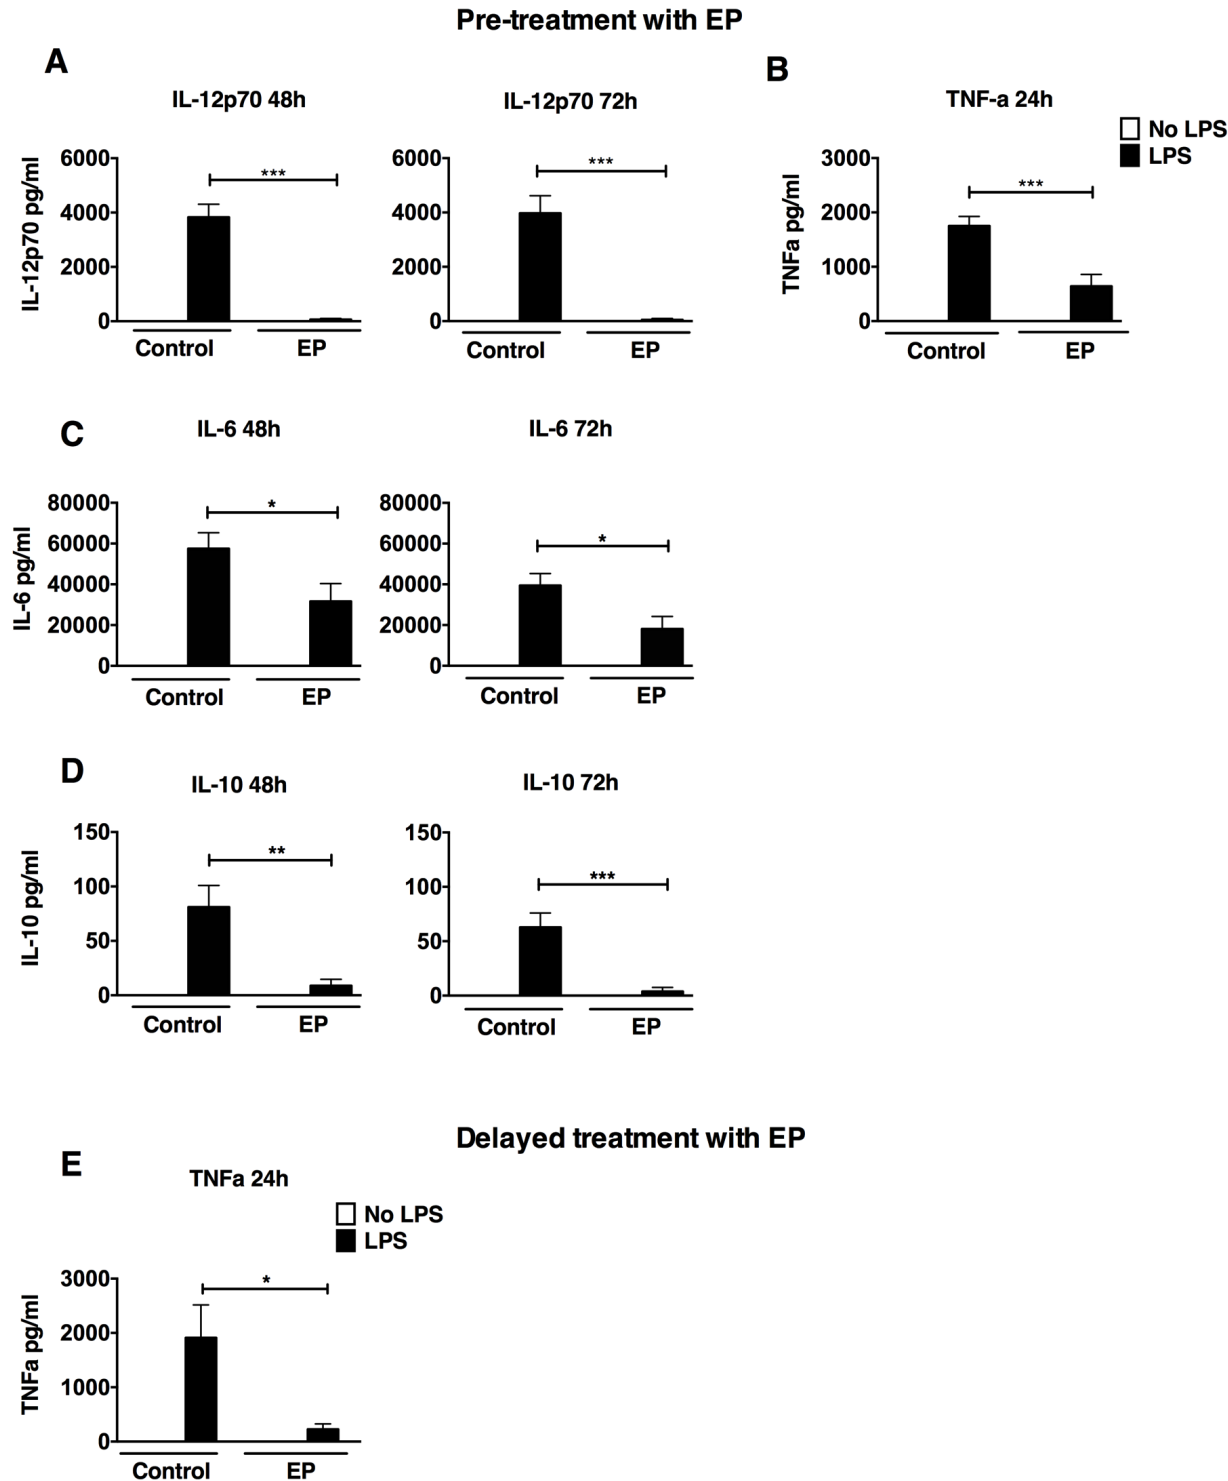 Pre-treatment with EP
A
IL-12p70 48h
IL-12p70 pg/ml
6000
4000
2000
0
***
Control
EP
IL-12p70 72h
6000
4000
2000
0
***
Control
EP
B
TNF-a 24h
No LPS
LPS
TNFa pg/ml
3000
2000
1000
0
***
Control
EP
C
IL-6 48h
IL-6 pg/ml
80000
60000
40000
20000
0
*
Control
EP
IL-6 72h
80000
60000
40000
20000
0
*
Control
EP
D
IL-10 48h
IL-10 pg/ml
150
100
50
0
**
Control
EP
IL-10 72h
150
100
50
0
***
Control
EP
Delayed treatment with EP
E
TNFa 24h
No LPS
LPS
TNFa pg/ml
3000
2000
1000
0
*
Control
EP